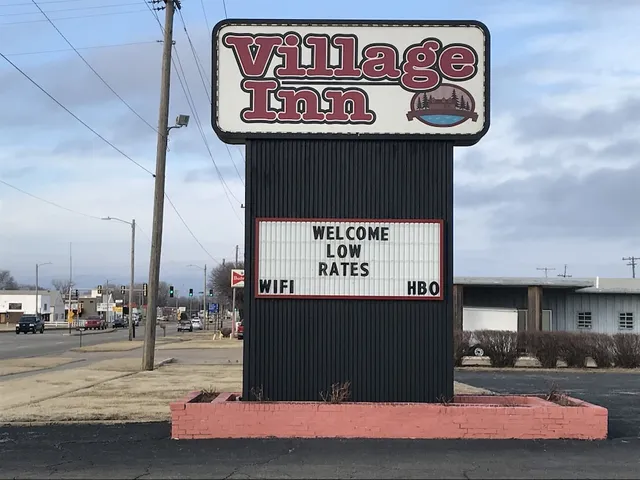 Village
Inn
WELCOME
LOW
RATES
WIFI HBO